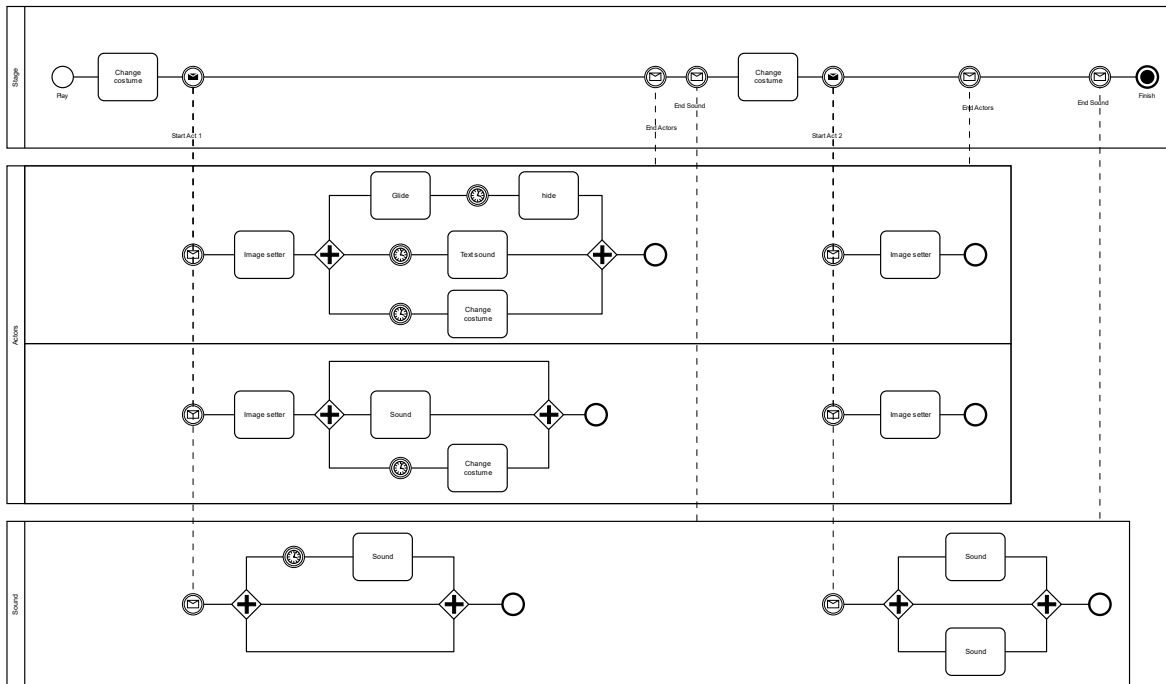 Stage
Change
costume
Change
costume
Play
Finish
End Sound
End Sound
End Actors
End Actors
Start Act 1
Start Act 2
Actors
Glide
hide
Image setter
Text sound
Image setter
Change
costume
Image setter
Sound
Image setter
Change
costume
Sound
Sound
Sound
Sound